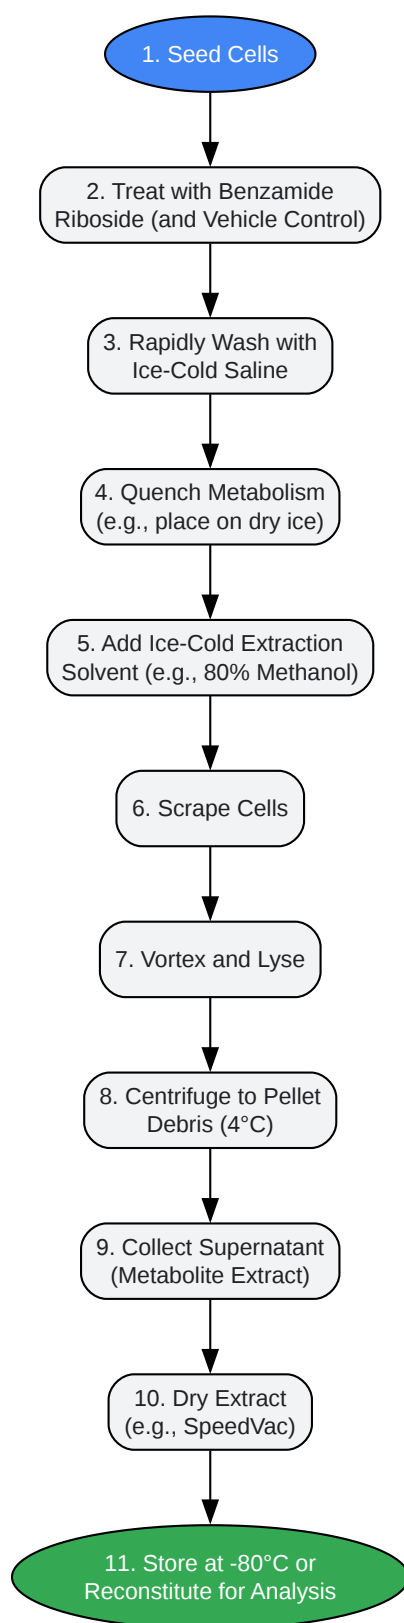 1. Seed Cells
2. Treat with Benzamide
Riboside (and Vehicle Control)
3. Rapidly Wash with
Ice-Cold Saline
4. Quench Metabolism
(e.g., place on dry ice)
5. Add Ice-Cold Extraction
Solvent (e.g., 80% Methanol)
6. Scrape Cells
7. Vortex and Lyse
8. Centrifuge to Pellet
Debris (4°C)
9. Collect Supernatant
(Metabolite Extract)
10. Dry Extract
(e.g., SpeedVac)
11. Store at -80°C or
Reconstitute for Analysis